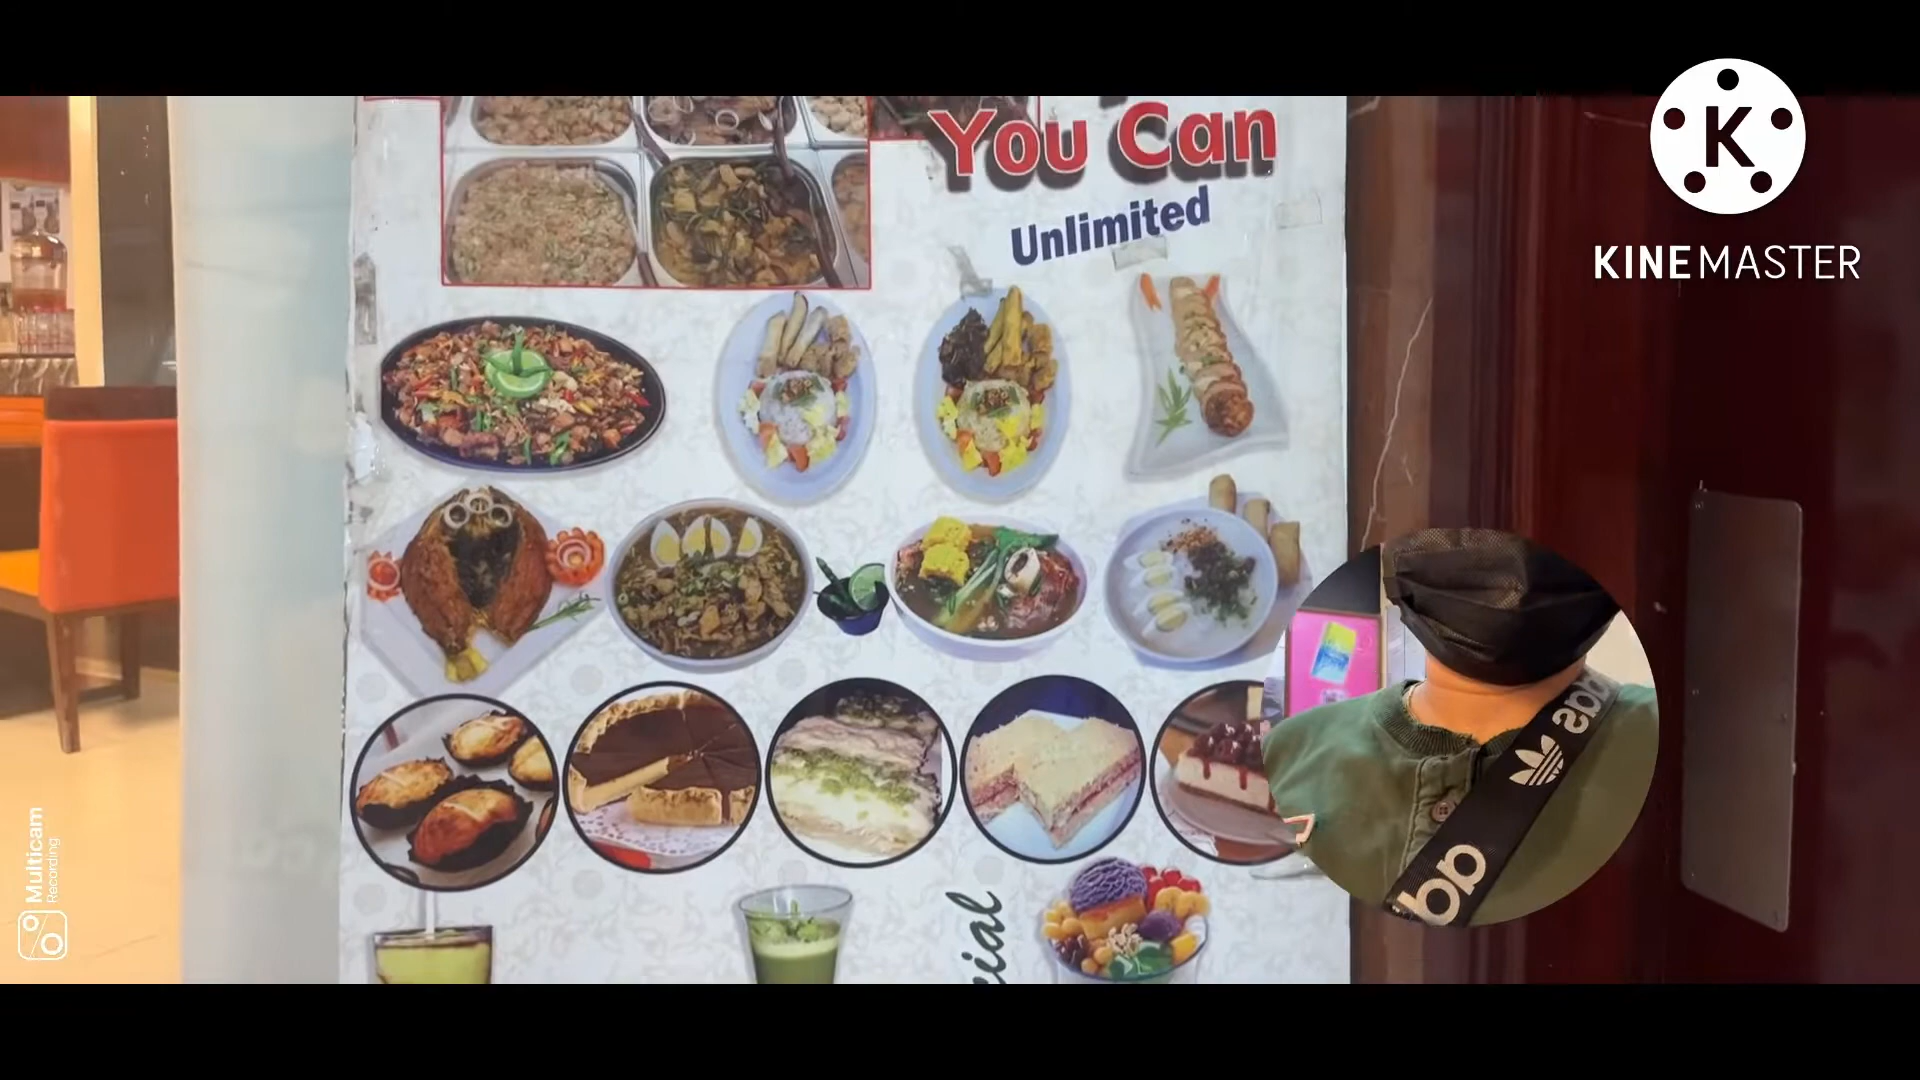 You Can
Unlimited
K
KINEMASTER
Multicam
Recording